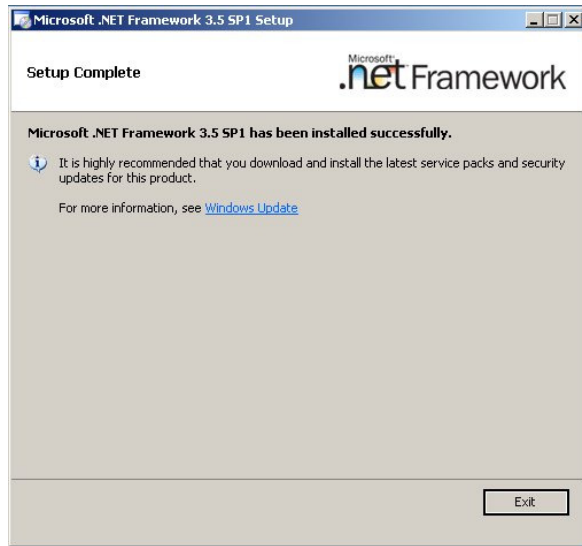 Microsoft .NET Framework 3.5 SP1 Setup
Setup Complete
Microsoft
.net Framework
Microsoft .NET Framework 3.5 SP1 has been installed successfully.
It is highly recommended that you download and install the latest service packs and security
updates for this product.
For more information, see Windows Update
Exit